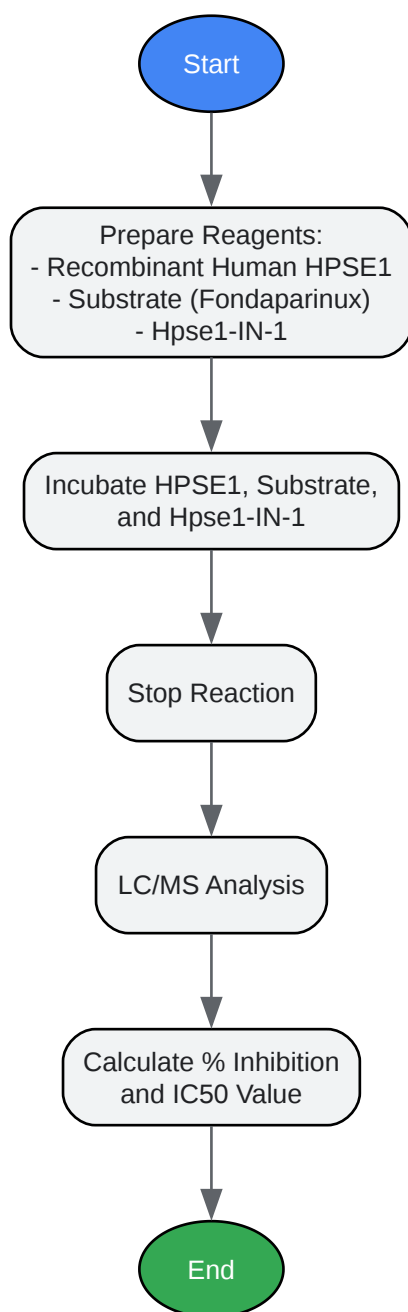 Start
Prepare Reagents:
- Recombinant Human HPSE1
- Substrate (Fondaparinux)
- Hpse1-IN-1
Incubate HPSE1, Substrate,
and Hpse1-IN-1
Stop Reaction
LC/MS Analysis
Calculate % Inhibition
and IC50 Value
End